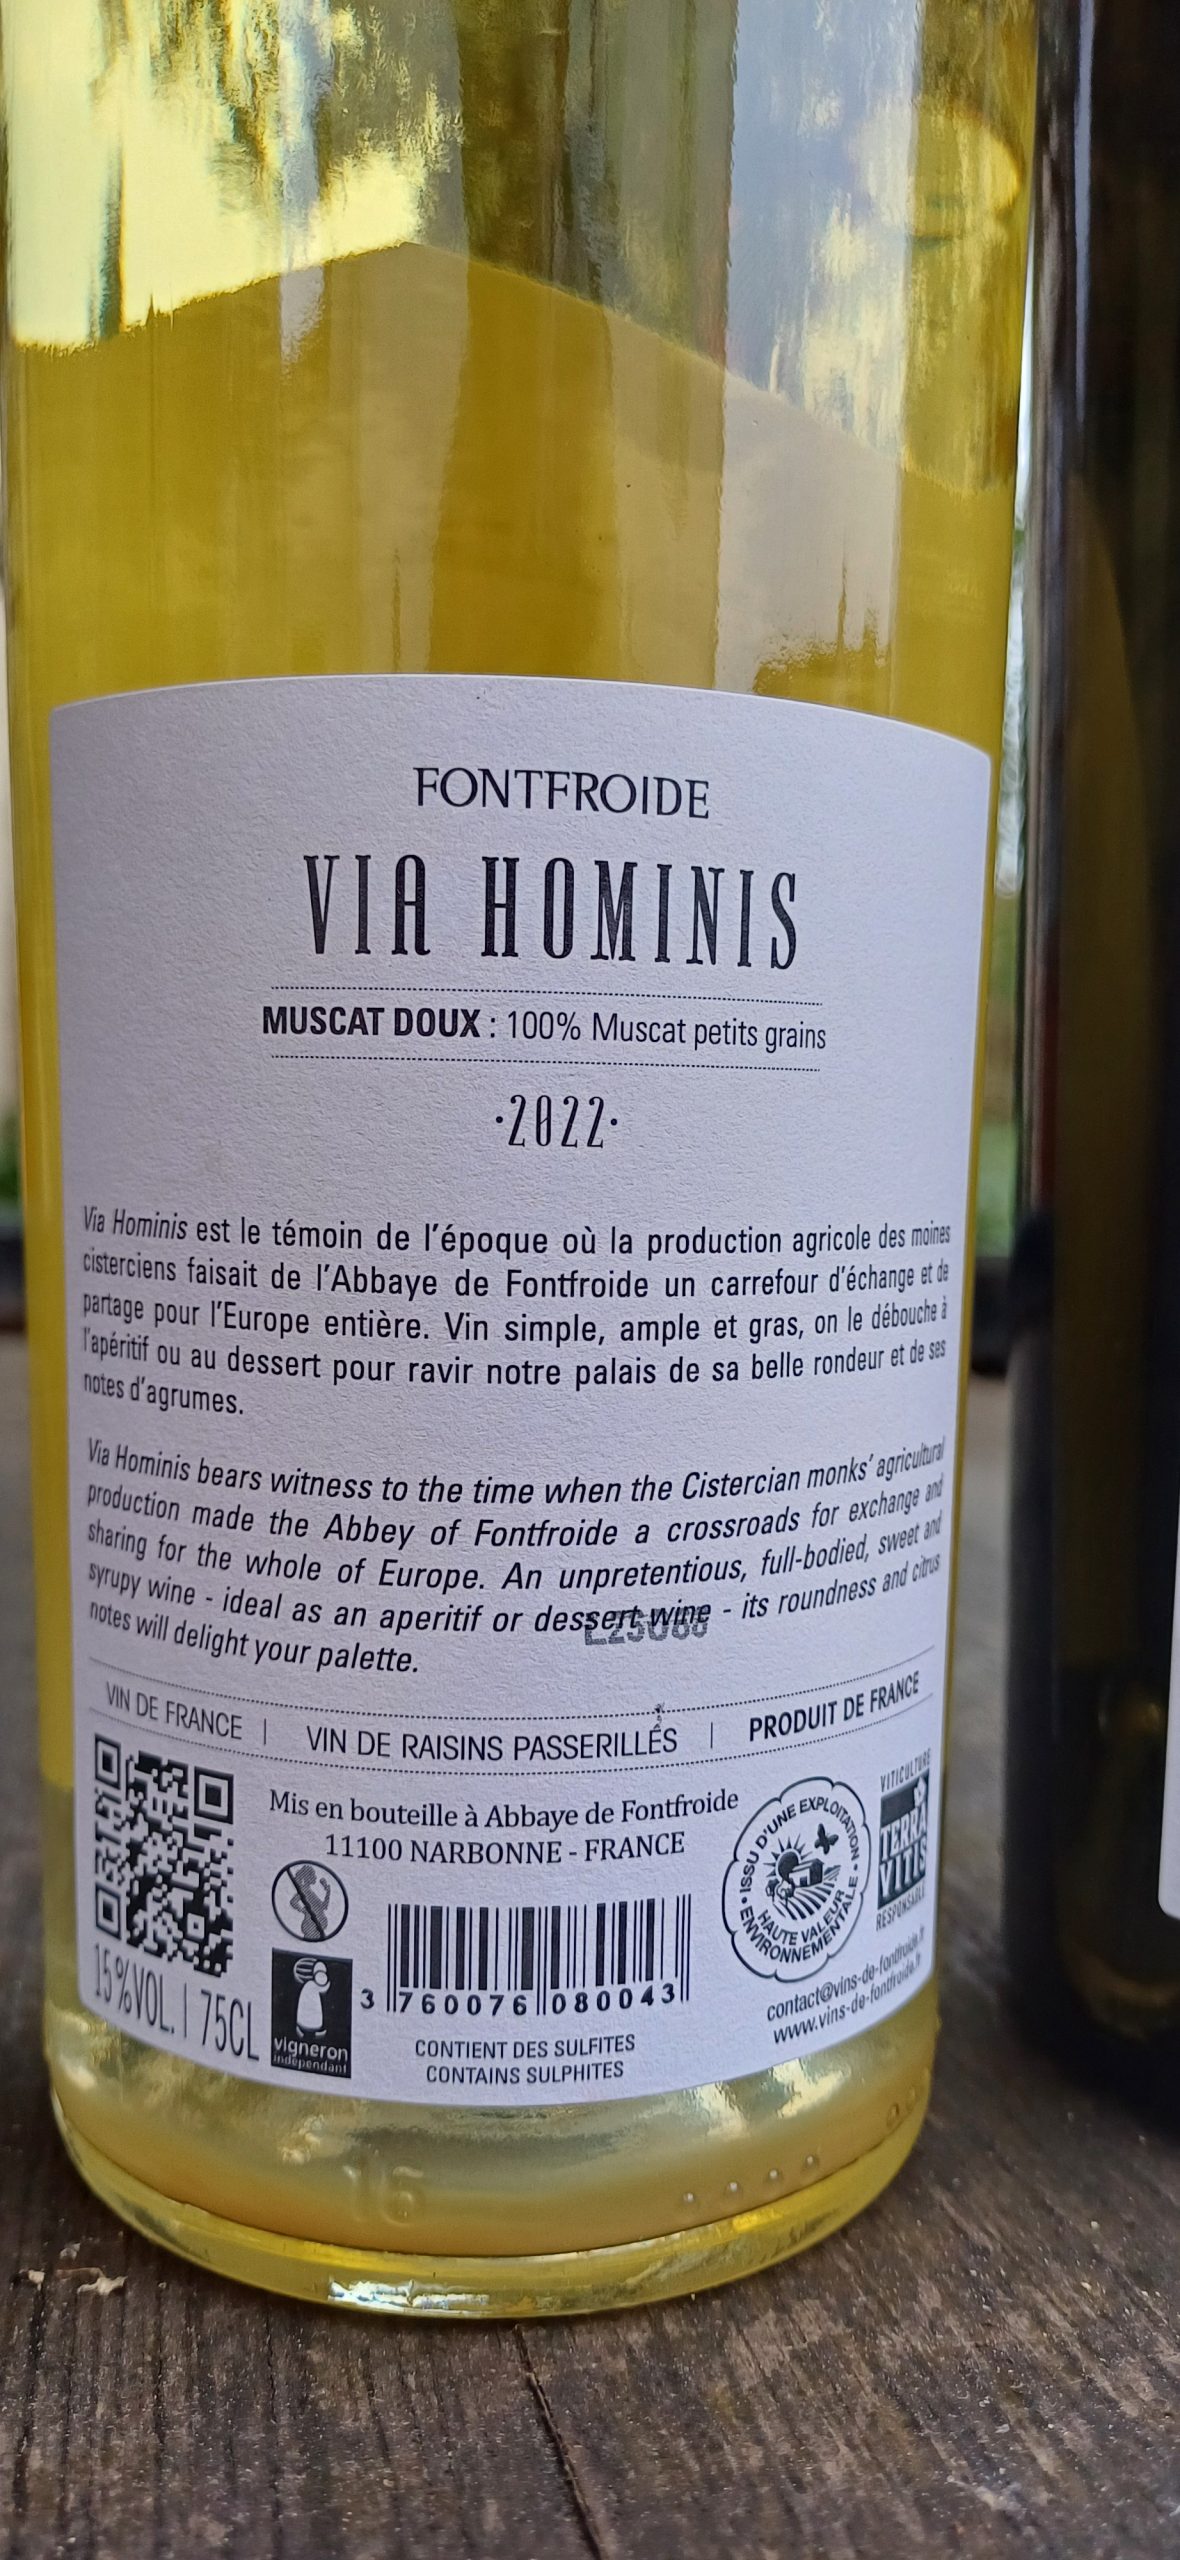 FONTFROIDE
VIA HOMINIS
MUSCAT DOUX : 100% Muscat petits grains
·2022·
Via Hominis est le témoin de l'époque où la production agricole des moines
cisterciens faisait de l'Abbaye de Fontfroide un carrefour d'échange et de
partage pour l'Europe entière. Vin simple, ample et gras, on le débouche à
l'apéritif ou au dessert pour ravir notre palais de sa belle rondeur et de ses
notes d'agrumes.
Via Hominis bears witness to the time when the Cistercian monks' agricultural
production made the Abbey of Fontfroide a crossroads for exchange and
sharing for the whole of Europe. An unpretentious, full-bodied, sweet and
syrupy wine - ideal as an aperitif or dessert wine - its roundness and citrus
notes will delight your palette.
VIN DE FRANCE | VIN DE RAISINS PASSERILLÉS | PRODUIT DE FRANCE
Mis en bouteille à Abbaye de Fontfroide
11100 NARBONNE - FRANCE
ISSU D'UNE EXPLOITATION
HAUTE VALEUR
ENVIRONNEMENTALE
VITICULTURE
TERRA
VITIS
RESPONSABLE
15%VOL. | 75CL
vigneron
indépendant
3 760076 080043
CONTIENT DES SULFITES
CONTAINS SULPHITES
contact@vins-de-fontfroide.fr
www.vins-de-fontfroide.fr
16